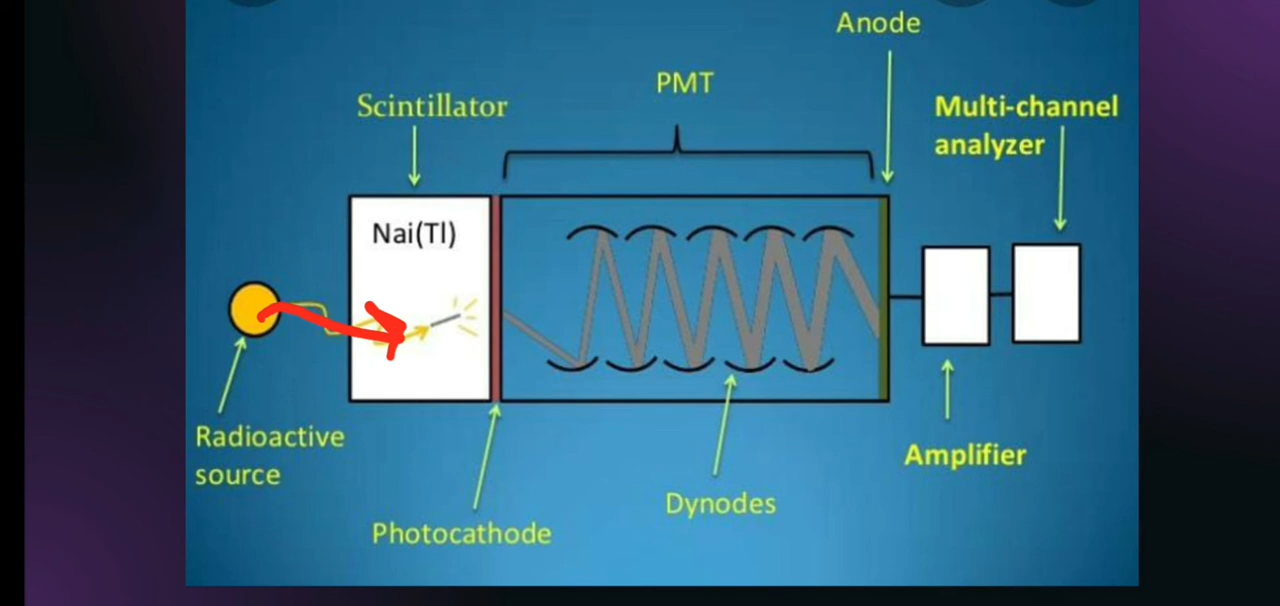 Anode
PMT
Scintillator
Multi-channel
analyzer
Nai(Tl)
Radioactive
source
Amplifier
Dynodes
Photocathode